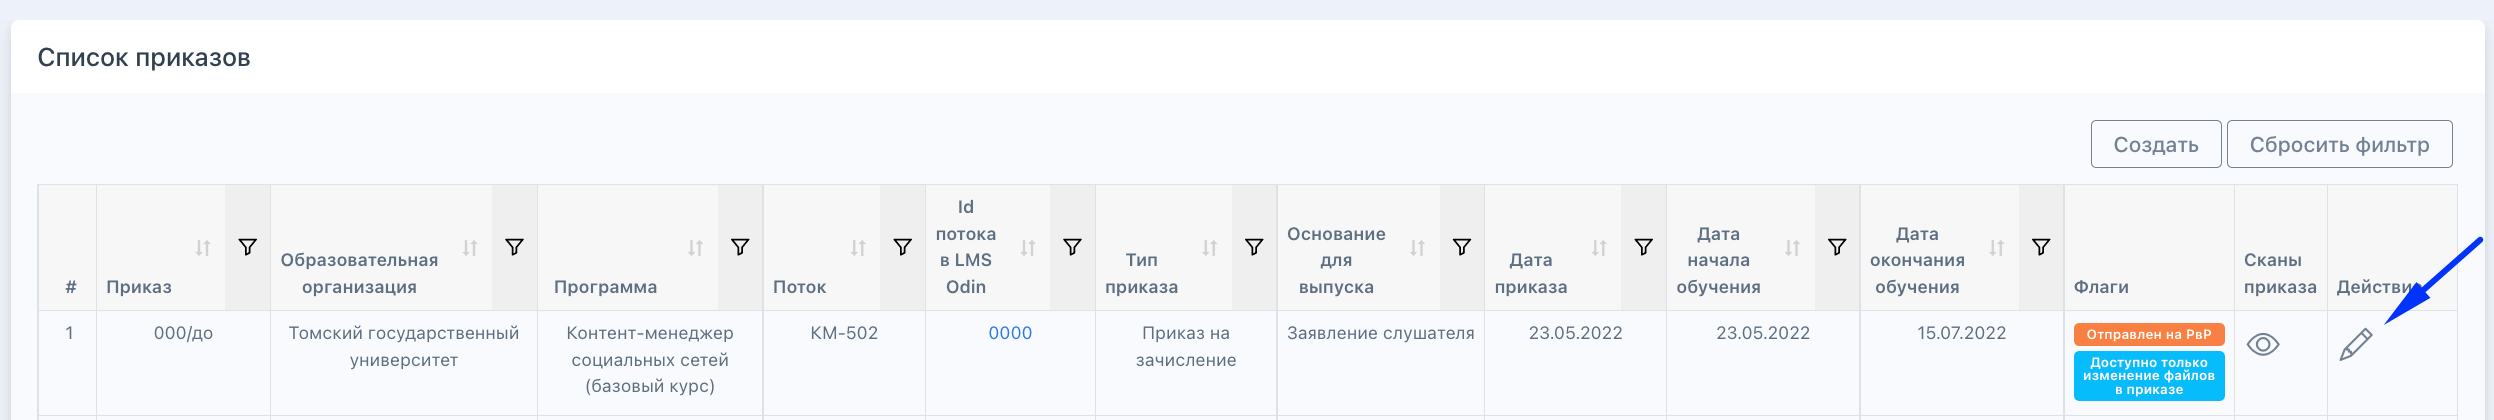 Список приказов
Создать
Сбросить фильтр
#
Приказ
Образовательная
организация
Программа
Поток
Id
потока
в LMS
Odin
Тип
приказа
Основание
для
выпуска
Дата
приказа
Дата
начала
обучения
Дата
окончания
обучения
Флаги
Сканы
приказа
Действи
1
000/до
Томский государственный
университет
Контент-менеджер
социальных сетей
(базовый курс)
КМ-502
0000
Приказ на
зачисление
Заявление слушателя
23.05.2022
23.05.2022
15.07.2022
Отправлен на РвР
Доступно только
изменение файлов
в приказе